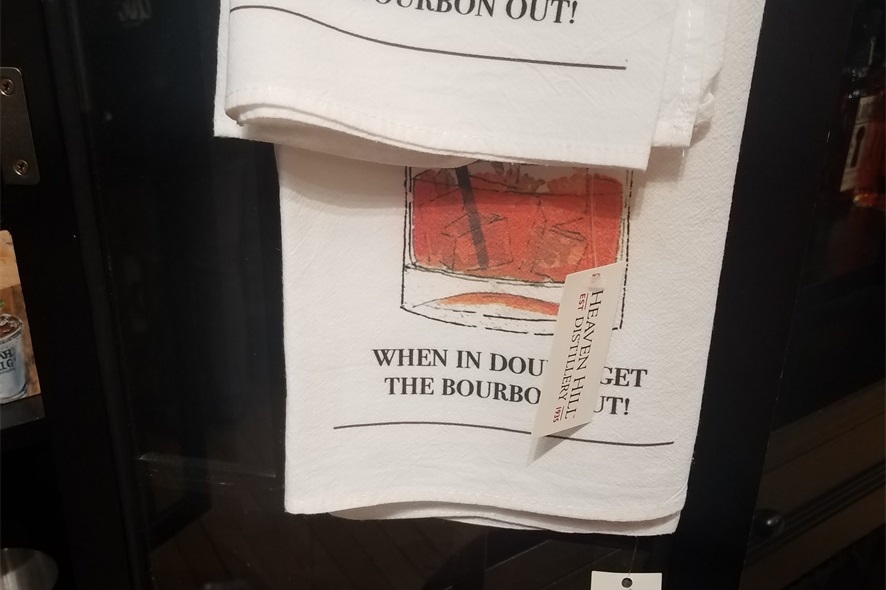 OURBON OUT!
WHEN IN DOU GET
THE BOURBO UT!
HEAVEN HILL
EST DISTILLERY 1935